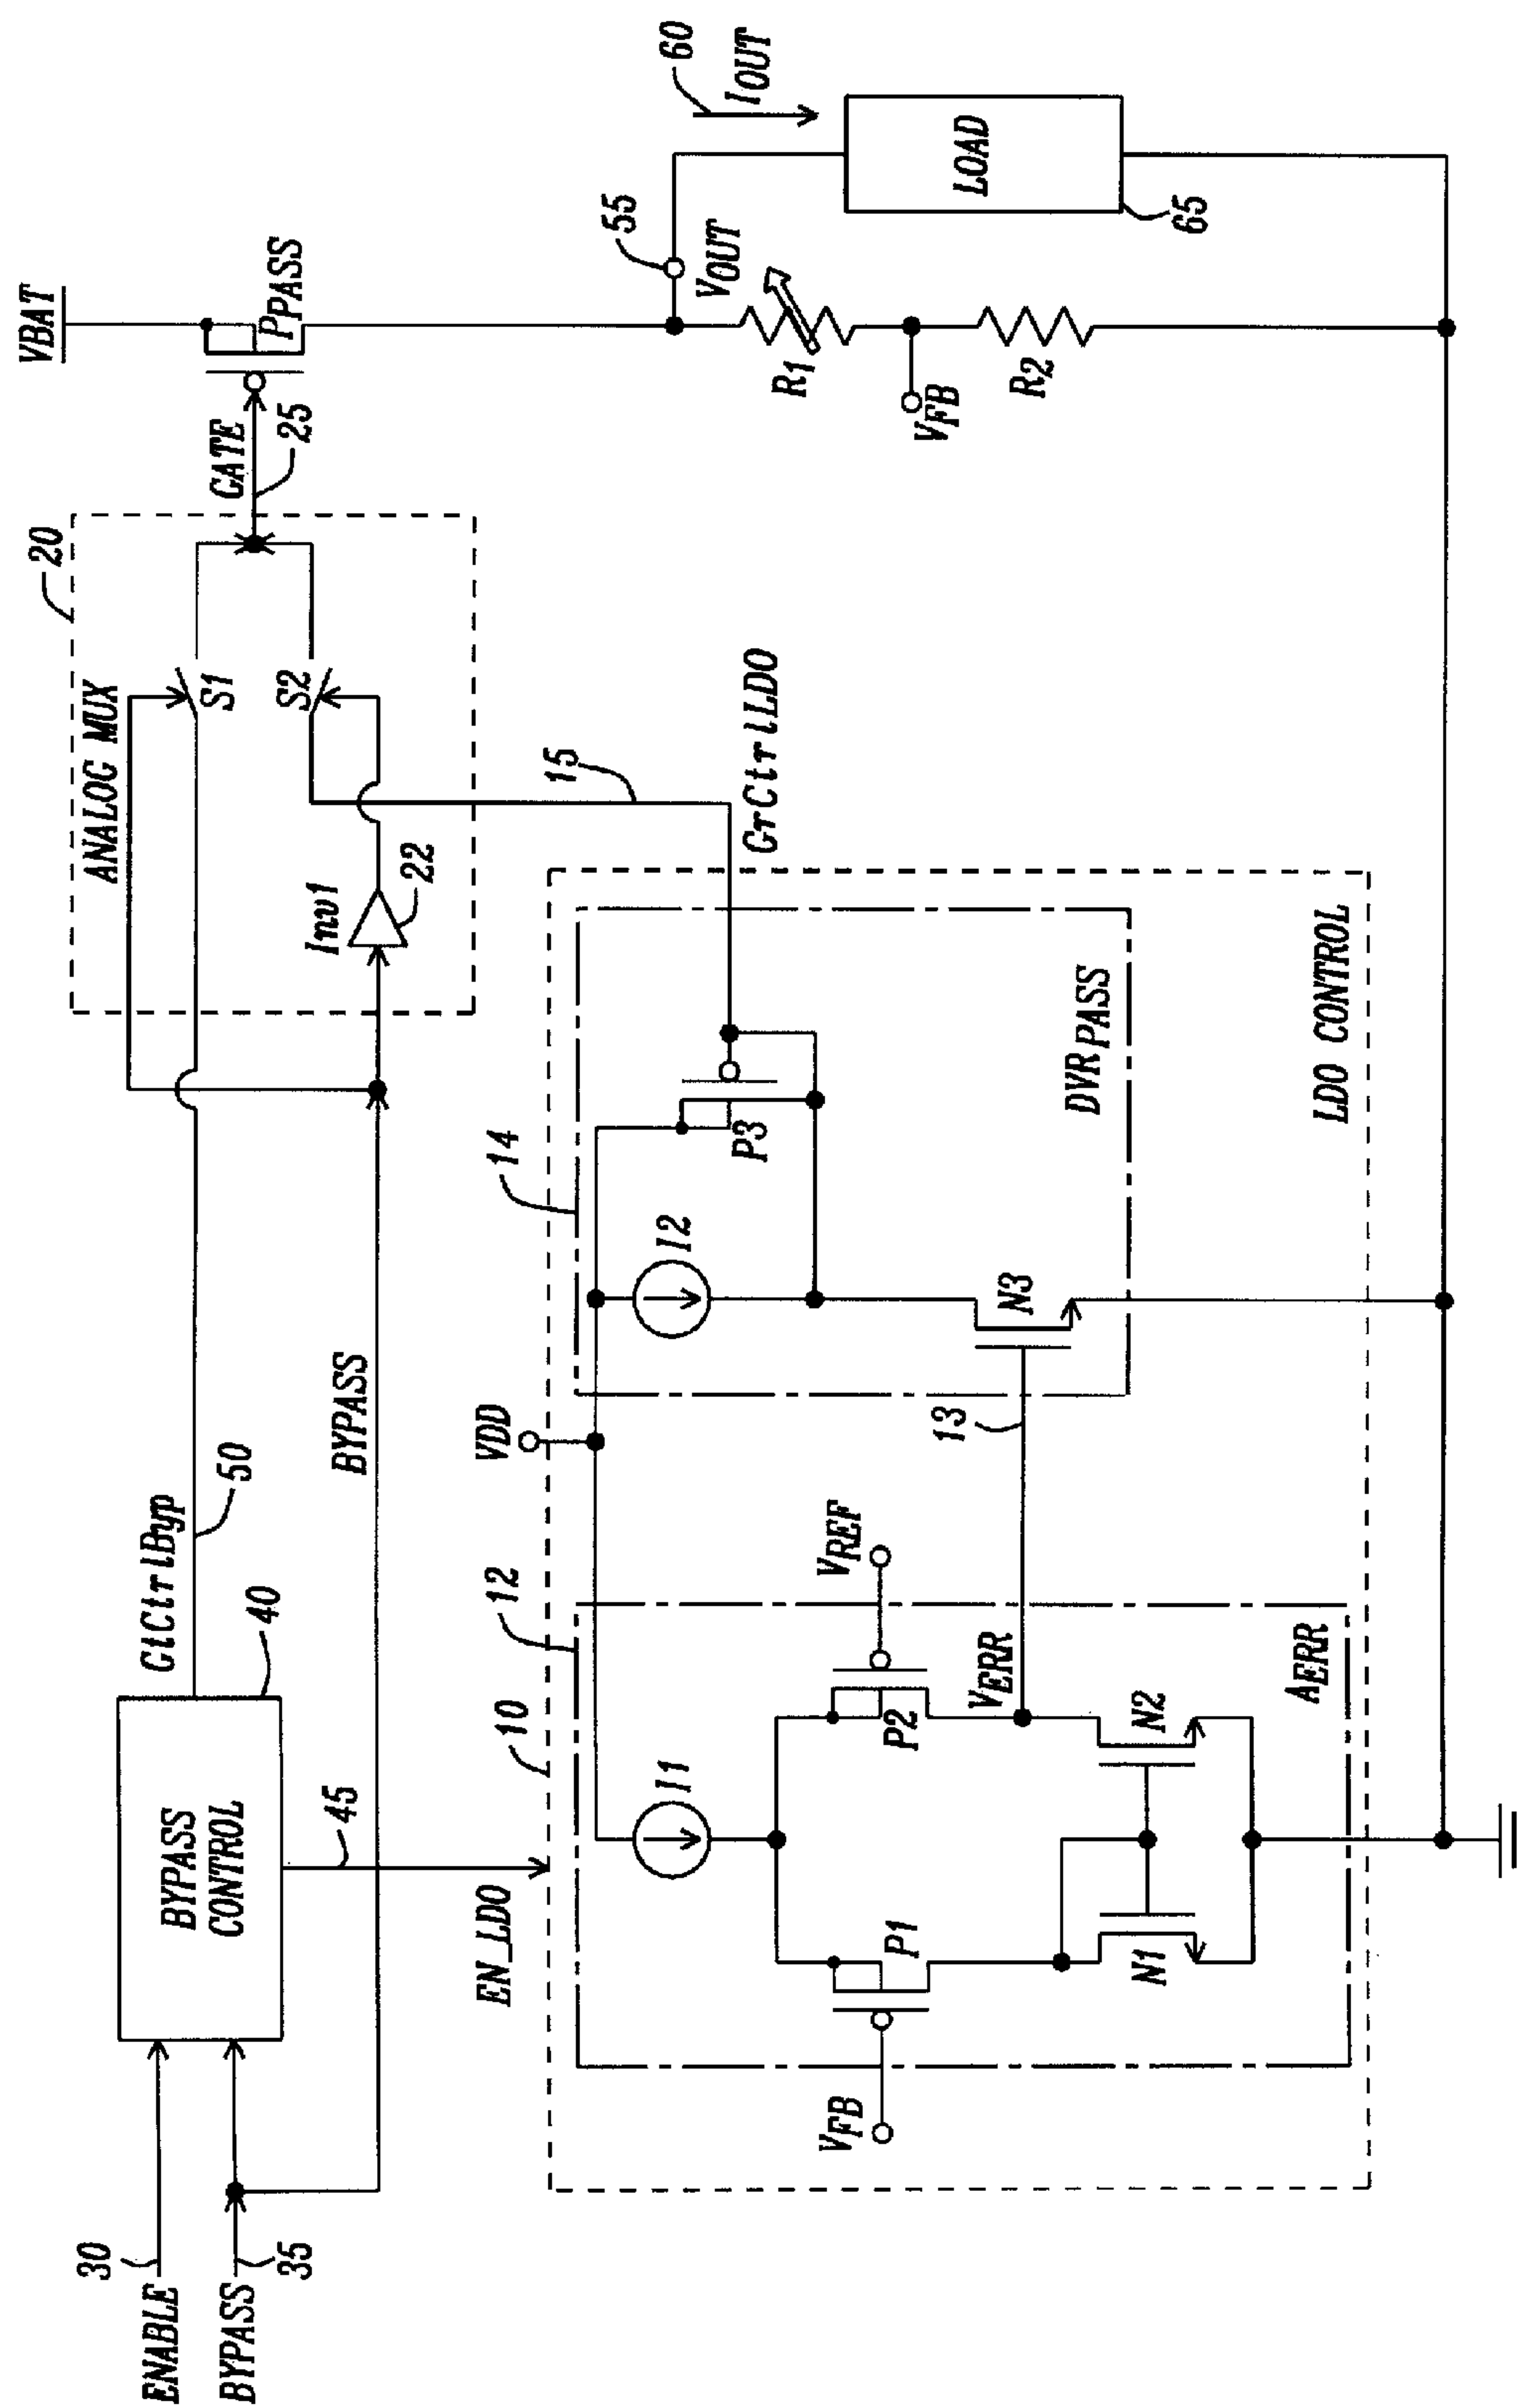 ENABLE
30
BYPASS
35
BYPASS
CONTROL
40
GtCtrlByp
50
45
EN_LDO
BYPASS
ANALOG MUX
20
Inv1
22
S1
S2
GATE
25
VBAT
PPASS
15
GrCtrlLDO
VDD
10
12
I1
VFB
P1
P2
VREF
VERR
N1
N2
AERR
13
14
I2
P3
N3
DVRPASS
LDO CONTROL
55
VOUT
R1
VFB
R2
60
IOUT
LOAD
65